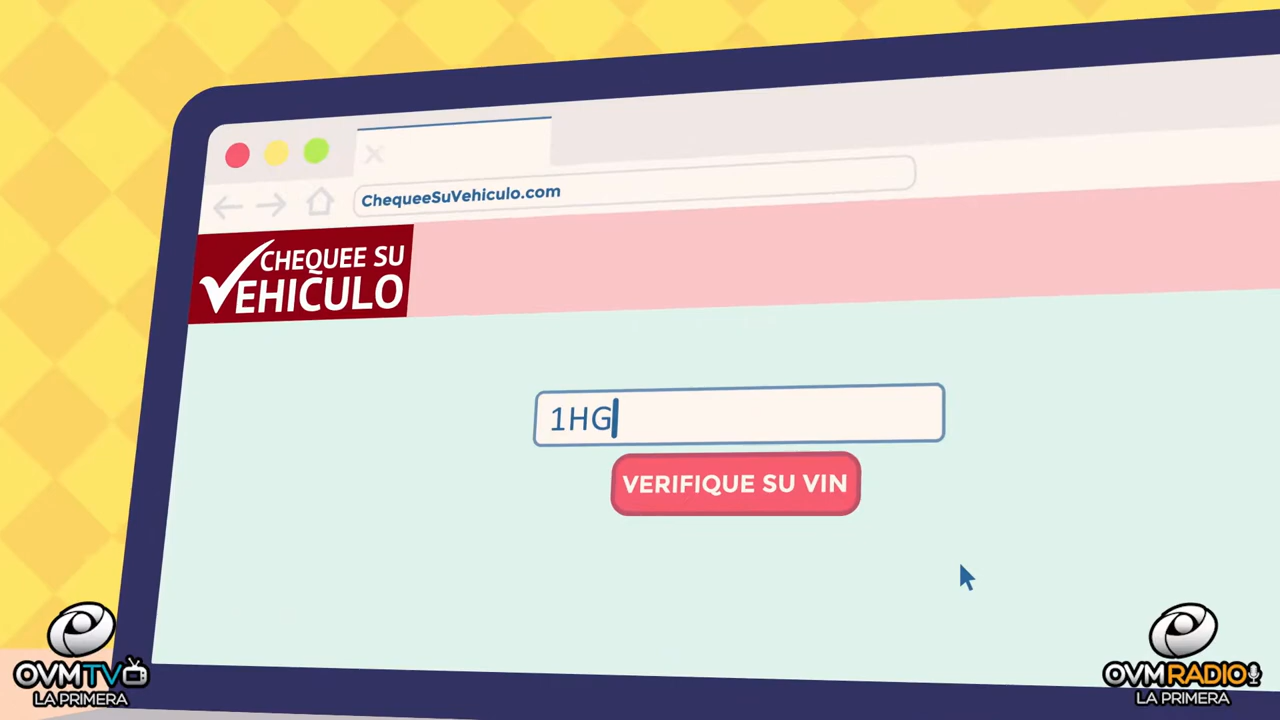 ChequeeSuVehiculo.com
CHEQUEE SU
VEHICULO
1HG
VERIFIQUE SU VIN
OVMTV
LA PRIMERA
OVMRADIO
LA PRIMERA